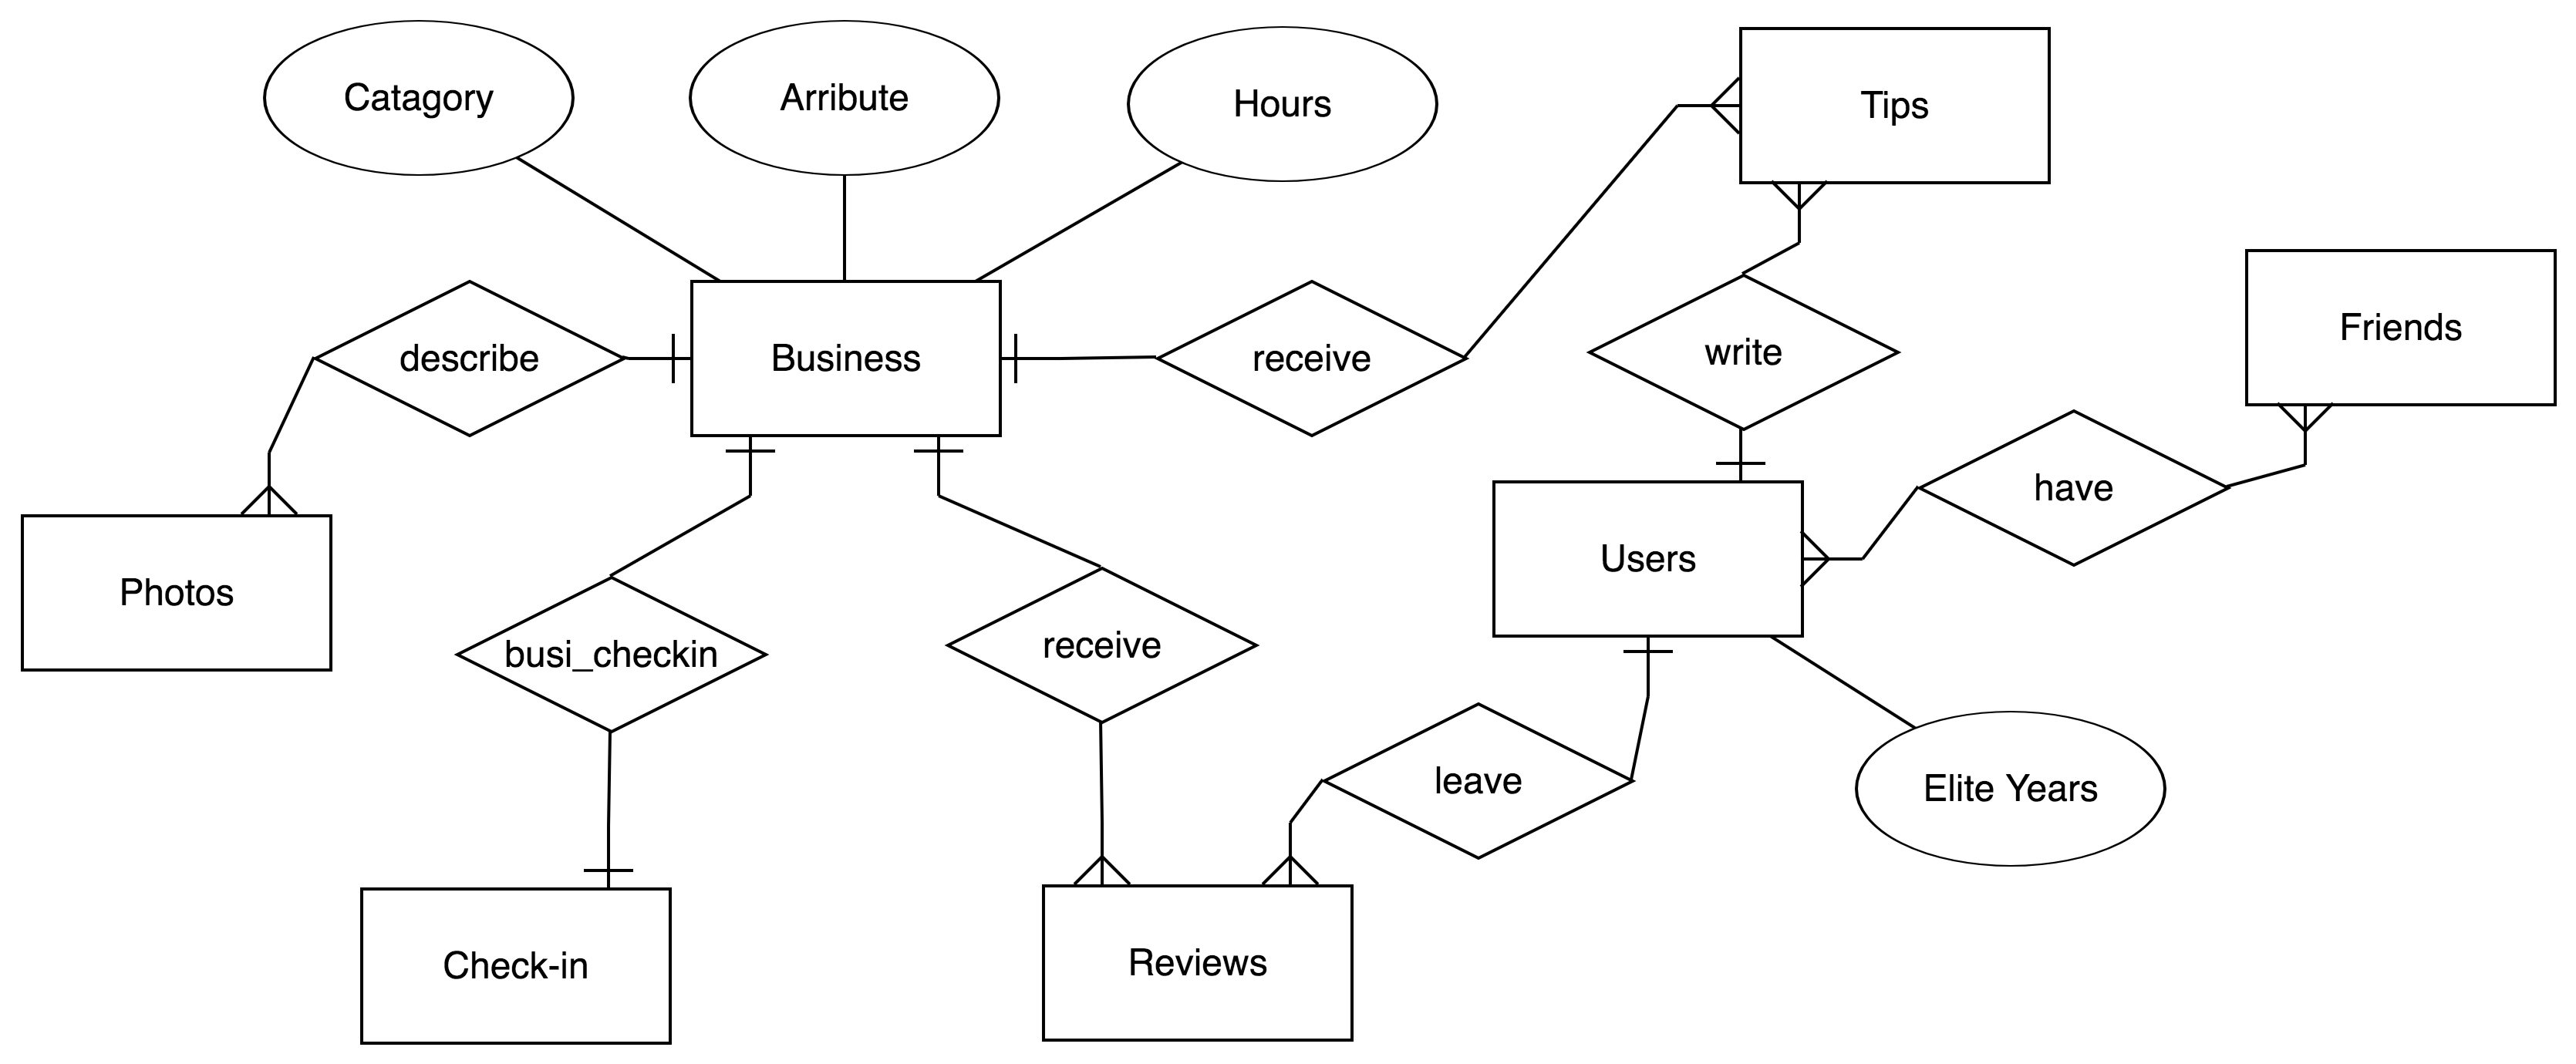 Catagory
Arribute
Hours
Tips
describe
Business
receive
write
Friends
have
Users
Photos
busi_checkin
receive
leave
Elite Years
Check-in
Reviews